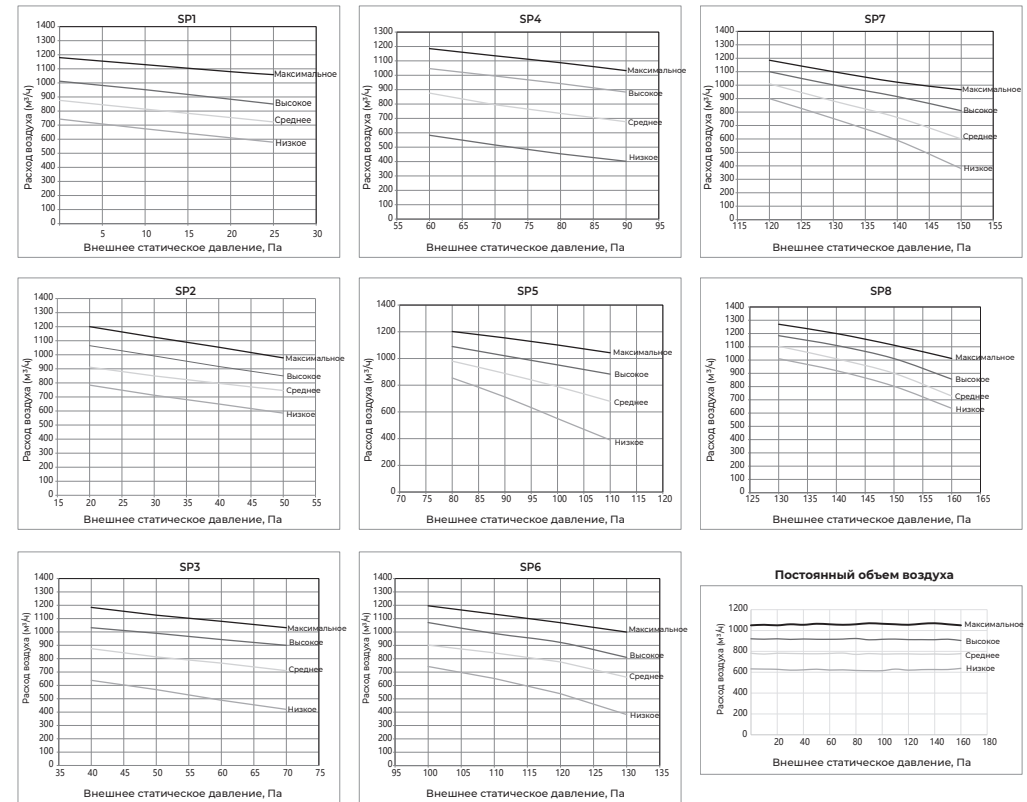 SP1
Расход воздуха (м³/ч)
1400
1300
1200
1100
1000
900
800
700
600
500
400
300
200
100
0
5 10 15 20 25 30
Максимальное
Высокое
Среднее
Низкое
Внешнее статическое давление, Па
SP4
Расход воздуха (м³/ч)
1300
1200
1100
1000
900
800
700
600
500
400
300
200
100
0
55 60 65 70 75 80 85 90 95
Максимальное
Высокое
Среднее
Низкое
Внешнее статическое давление, Па
SP7
Расход воздуха (м³/ч)
1400
1300
1200
1100
1000
900
800
700
600
500
400
300
200
100
0
115 120 125 130 135 140 145 150 155
Максимальное
Высокое
Среднее
Низкое
Внешнее статическое давление, Па
SP2
Расход воздуха (м³/ч)
1400
1300
1200
1100
1000
900
800
700
600
500
400
300
200
100
0
15 20 25 30 35 40 45 50 55
Максимальное
Высокое
Среднее
Низкое
Внешнее статическое давление, Па
SP5
Расход воздуха (м³/ч)
1400
1200
1000
800
600
400
200
0
70 75 80 85 90 95 100 105 110 115 120
Максимальное
Высокое
Среднее
Низкое
Внешнее статическое давление, Па
SP8
Расход воздуха (м³/ч)
1400
1300
1200
1100
1000
900
800
700
600
500
400
300
200
100
0
125 130 135 140 145 150 155 160 165
Максимальное
Высокое
Среднее
Низкое
Внешнее статическое давление, Па
SP3
Расход воздуха (м³/ч)
1400
1300
1200
1100
1000
900
800
700
600
500
400
300
200
100
0
35 40 45 50 55 60 65 70 75
Максимальное
Высокое
Среднее
Низкое
Внешнее статическое давление, Па
SP6
Расход воздуха (м³/ч)
1400
1300
1200
1100
1000
900
800
700
600
500
400
300
200
100
0
95 100 105 110 115 120 125 130 135
Максимальное
Высокое
Среднее
Низкое
Внешнее статическое давление, Па
Постоянный объем воздуха
Расход воздуха (м³/ч)
1200
1000
800
600
400
200
0
20 40 60 80 100 120 140 160 180
Максимальное
Высокое
Среднее
Низкое
Внешнее статическое давление, Па